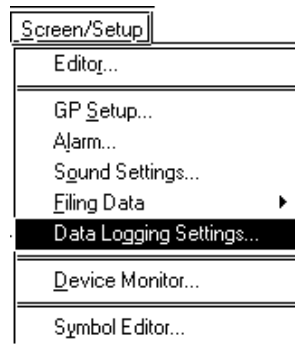 Screen/Setup
Editor...
GP Setup...
Alarm...
Sound Settings...
Filing Data
Data Logging Settings...
Device Monitor...
Symbol Editor...